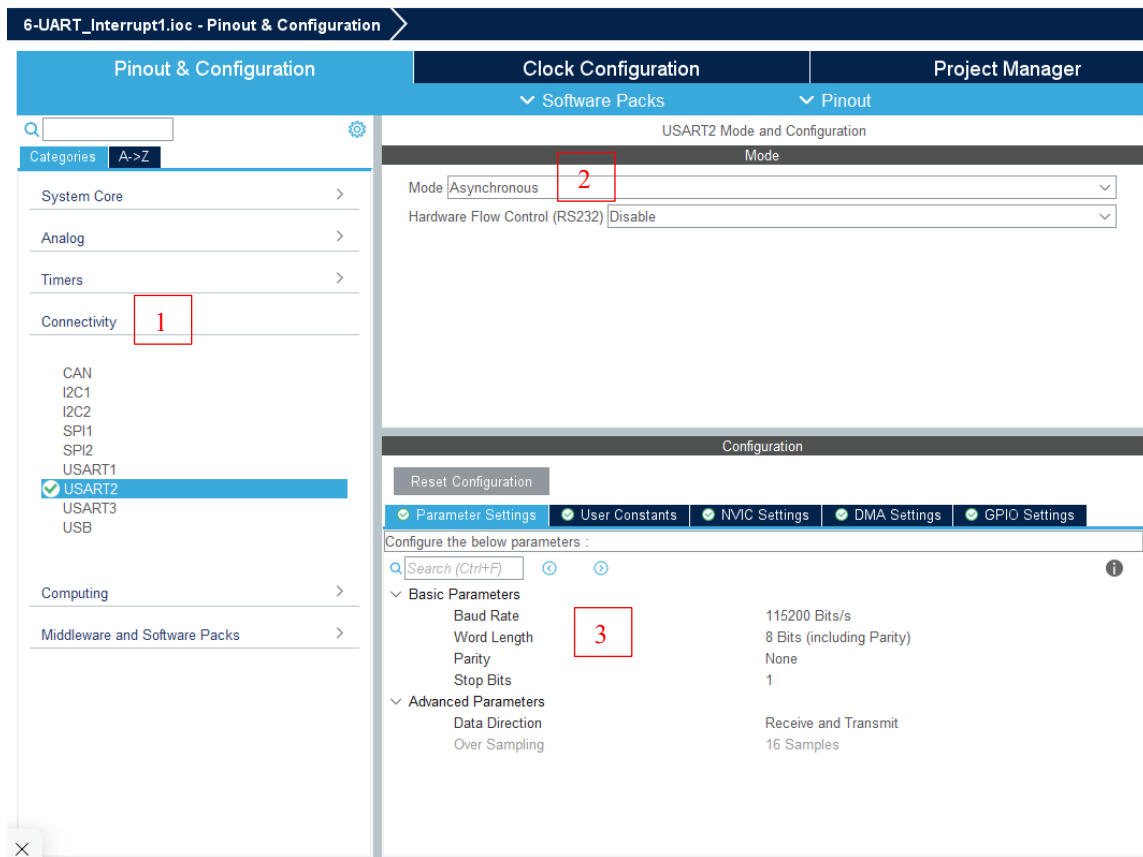 6-UART_Interrupt1.ioc - Pinout & Configuration
Pinout & Configuration
Clock Configuration
Project Manager
Software Packs
Pinout
Categories
A->Z
System Core
Analog
Timers
Connectivity
1
CAN
I2C1
I2C2
SPI1
SPI2
USART1
USART2
USART3
USB
Computing
Middleware and Software Packs
USART2 Mode and Configuration
Mode
Mode Asynchronous
2
Hardware Flow Control (RS232) Disable
Configuration
Reset Configuration
Parameter Settings
User Constants
NVIC Settings
DMA Settings
GPIO Settings
Configure the below parameters :
Search (Ctrl+F)
Basic Parameters
Baud Rate 115200 Bits/s
Word Length 8 Bits (including Parity)
3
Parity None
Stop Bits 1
Advanced Parameters
Data Direction Receive and Transmit
Over Sampling 16 Samples